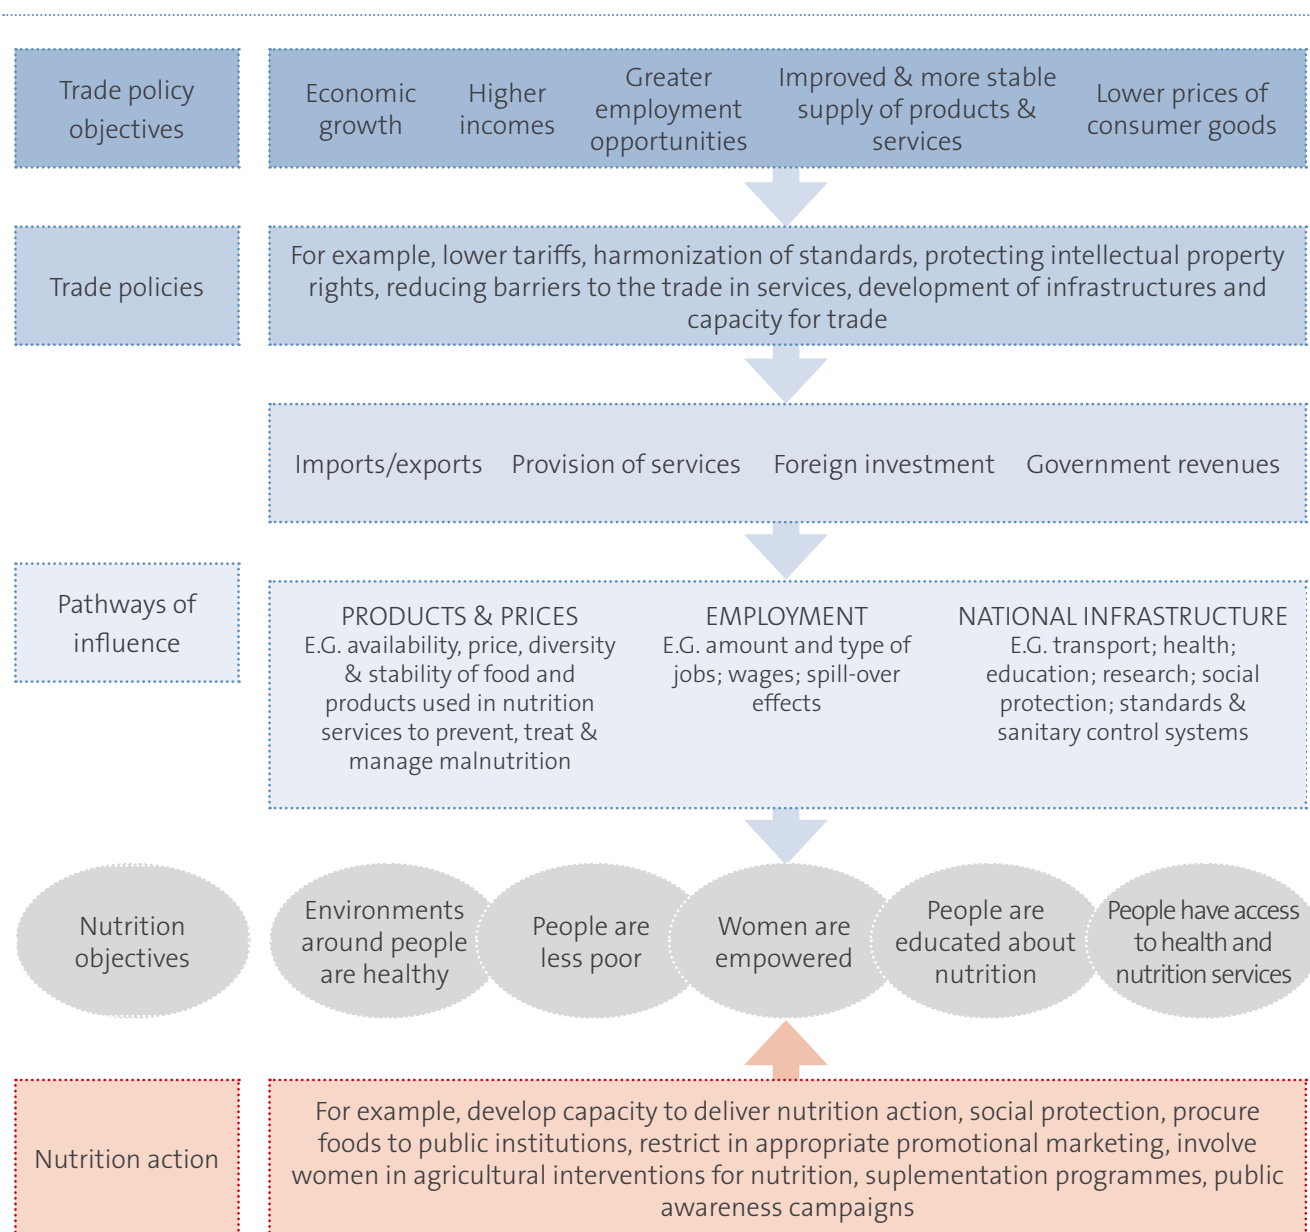 Trade policy
objectives
Economic
growth
Higher
incomes
Greater
employment
opportunities
Improved & more stable
supply of products &
services
Lower prices of
consumer goods
Trade policies
For example, lower tariffs, harmonization of standards, protecting intellectual property
rights, reducing barriers to the trade in services, development of infrastructures and
capacity for trade
Imports/exports
Provision of services
Foreign investment
Government revenues
Pathways of
influence
PRODUCTS & PRICES
E.G. availability, price, diversity
& stability of food and
products used in nutrition
services to prevent, treat &
manage malnutrition
EMPLOYMENT
E.G. amount and type of
jobs; wages; spill-over
effects
NATIONAL INFRASTRUCTURE
E.G. transport; health;
education; research; social
protection; standards &
sanitary control systems
Nutrition
objectives
Environments
around people
are healthy
People are
less poor
Women are
empowered
People are
educated about
nutrition
People have access
to health and
nutrition services
Nutrition action
For example, develop capacity to deliver nutrition action, social protection, procure
foods to public institutions, restrict in appropriate promotional marketing, involve
women in agricultural interventions for nutrition, suplementation programmes, public
awareness campaigns